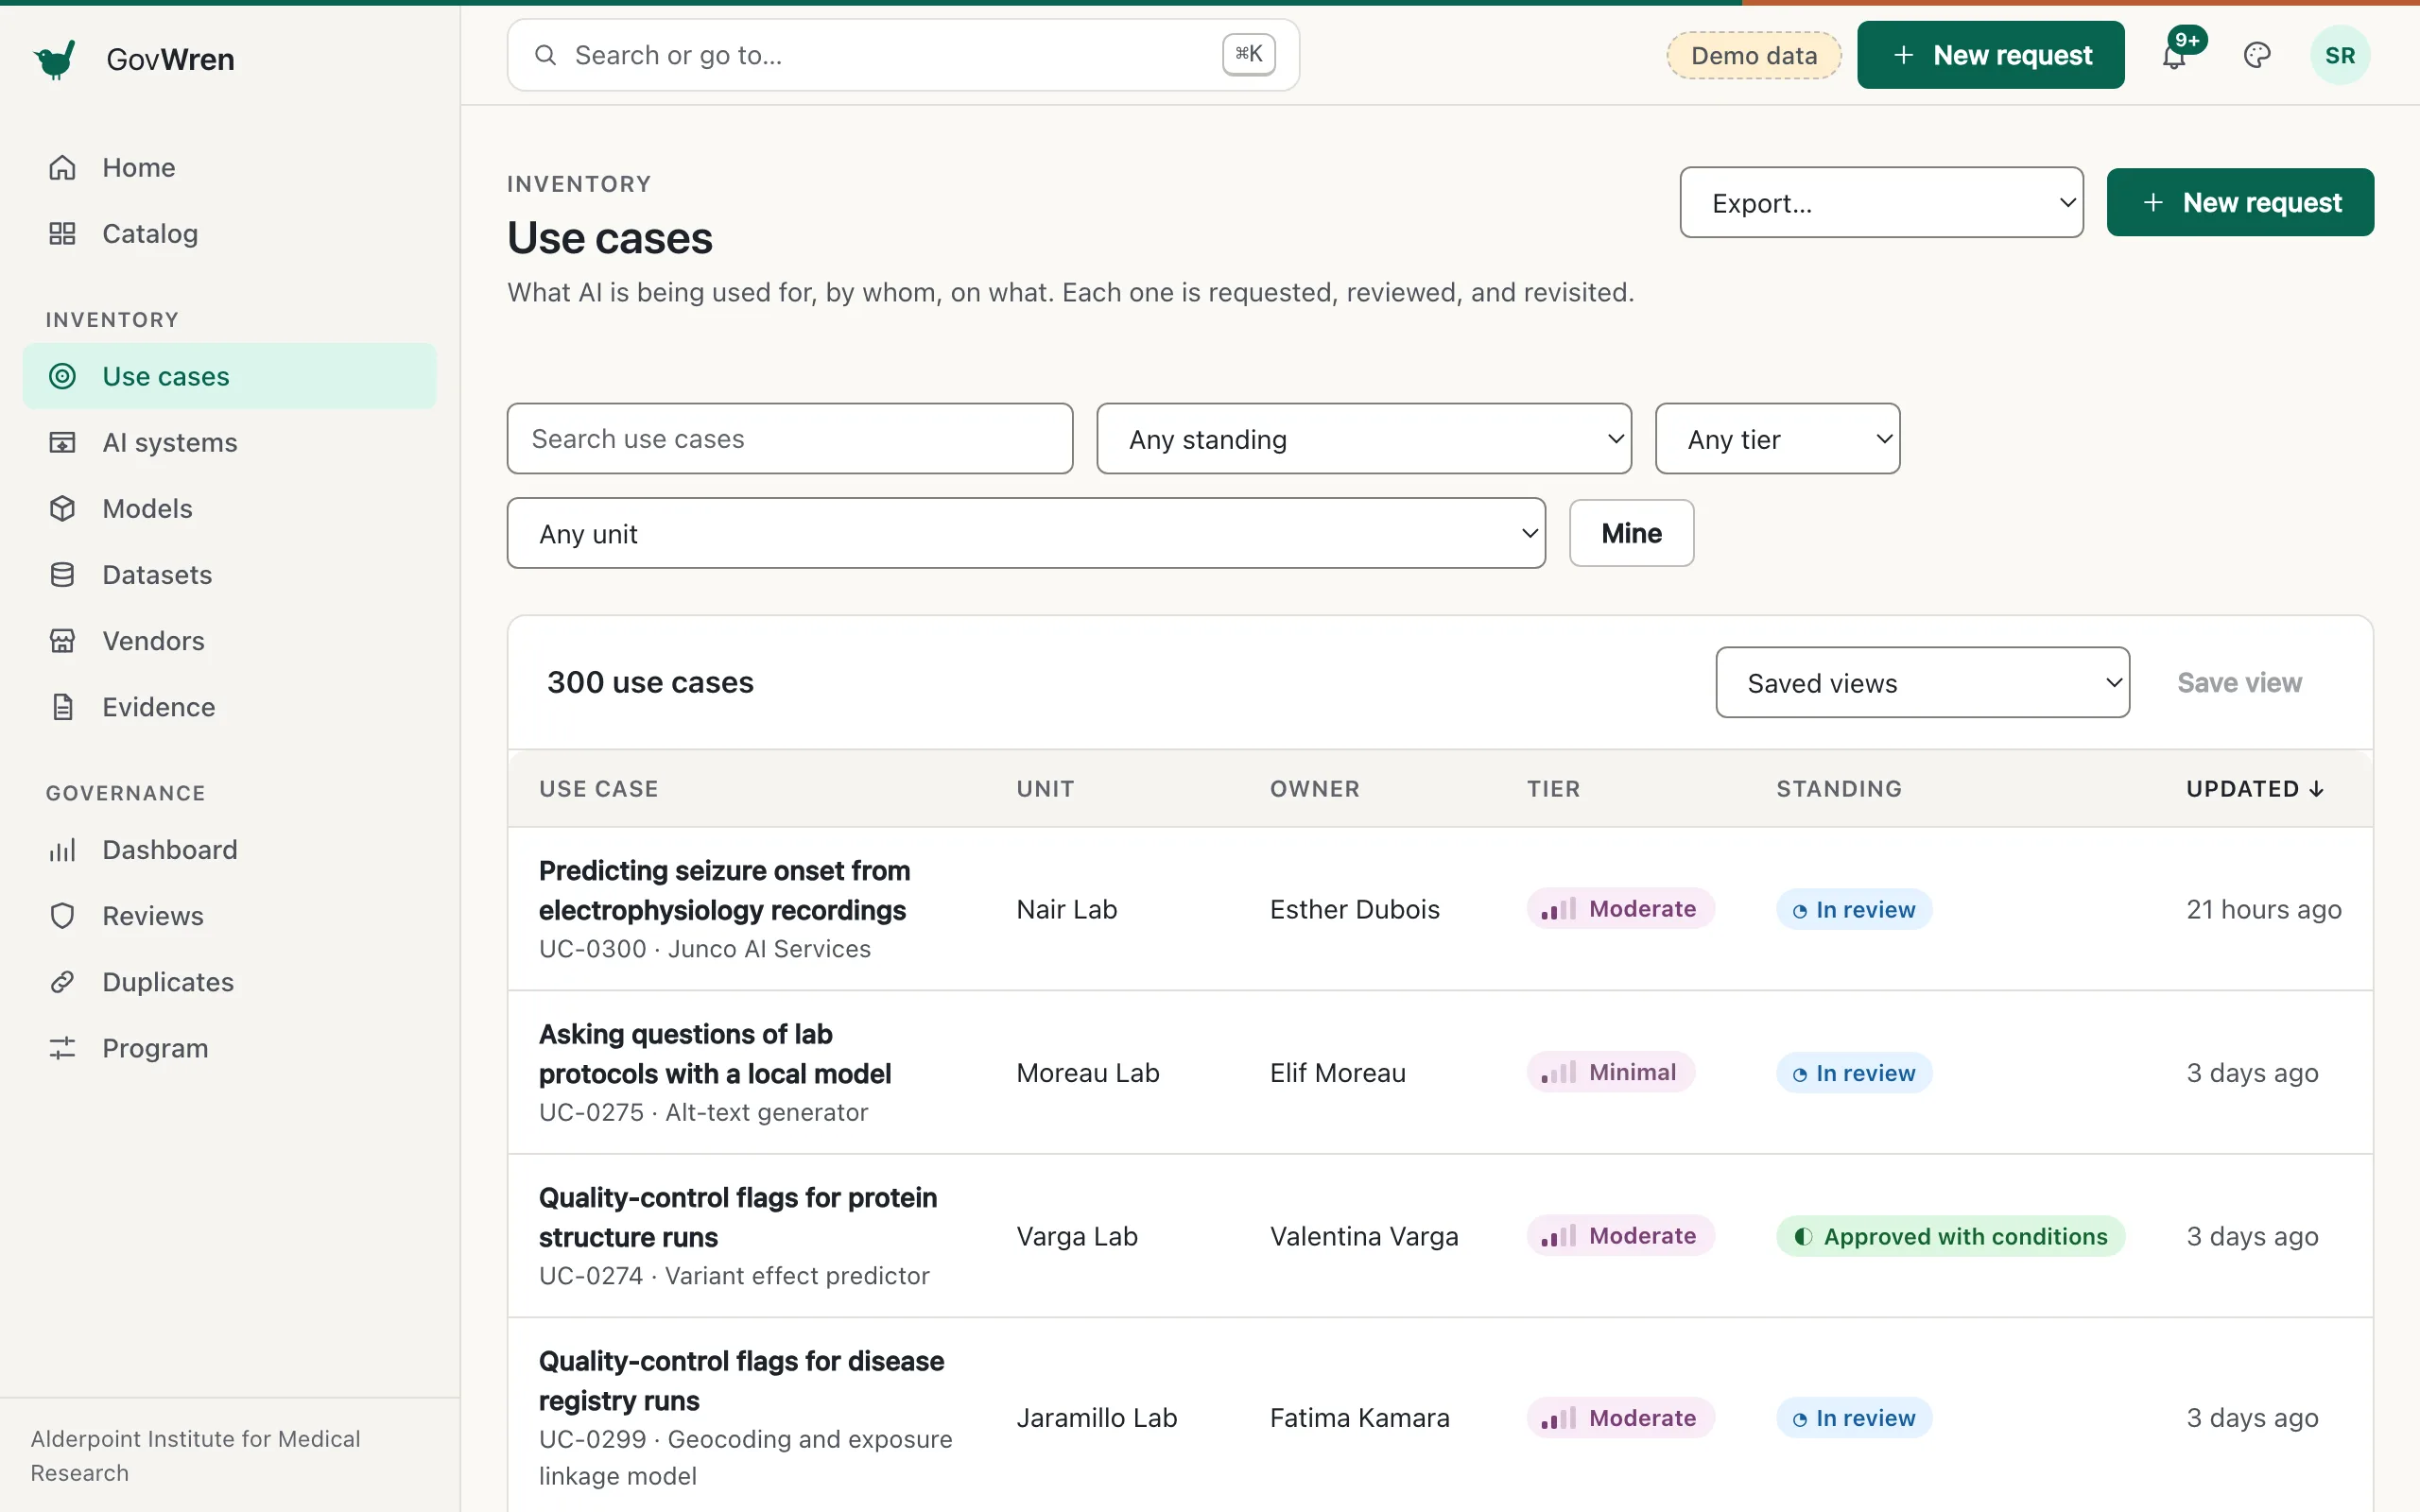 GovWren
Search or go to...
⌘K
Demo data
+ New request
9+
SR
Home
Catalog
INVENTORY
Use cases
AI systems
Models
Datasets
Vendors
Evidence
GOVERNANCE
Dashboard
Reviews
Duplicates
Program
Alderpoint Institute for Medical
Research
INVENTORY
Use cases
What AI is being used for, by whom, on what. Each one is requested, reviewed, and revisited.
Export...
+ New request
Search use cases
Any standing
Any tier
Any unit
Mine
300 use cases
Saved views
Save view
USE CASE UNIT OWNER TIER STANDING UPDATED ↓
Predicting seizure onset from
electrophysiology recordings
UC-0300 · Junco AI Services
Nair Lab
Esther Dubois
Moderate
In review
21 hours ago
Asking questions of lab
protocols with a local model
UC-0275 · Alt-text generator
Moreau Lab
Elif Moreau
Minimal
In review
3 days ago
Quality-control flags for protein
structure runs
UC-0274 · Variant effect predictor
Varga Lab
Valentina Varga
Moderate
Approved with conditions
3 days ago
Quality-control flags for disease
registry runs
UC-0299 · Geocoding and exposure
linkage model
Jaramillo Lab
Fatima Kamara
Moderate
In review
3 days ago